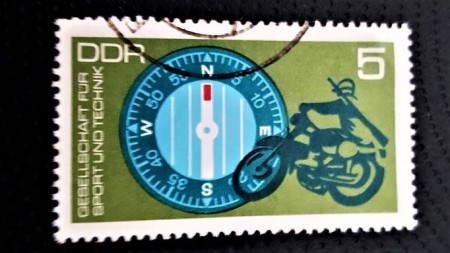 DDR
5
GESELLSCHAFT FÜR
SPORT UND TECHNIK
N
10
E
S
35
40
W
50
55